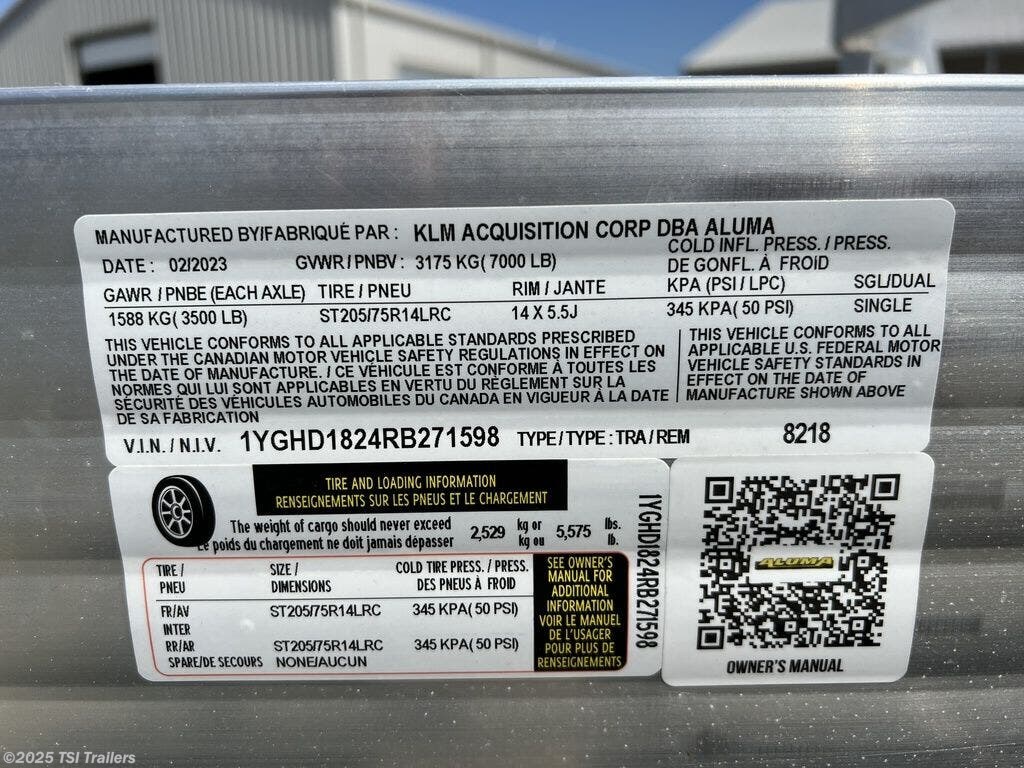 MANUFACTURED BY/FABRIQUÉ PAR : KLM ACQUISITION CORP DBA ALUMA
DATE : 02/2023 GVWR / PNBV : 3175 KG( 7000 LB) COLD INFL. PRESS. / PRESS.
DE GONFL. À FROID
GAWR / PNBE (EACH AXLE) TIRE / PNEU RIM / JANTE KPA (PSI / LPC) SGL/DUAL
1588 KG( 3500 LB) ST205/75R14LRC 14 X 5.5J 345 KPA( 50 PSI) SINGLE
THIS VEHICLE CONFORMS TO ALL APPLICABLE STANDARDS PRESCRIBED
UNDER THE CANADIAN MOTOR VEHICLE SAFETY REGULATIONS IN EFFECT ON
THE DATE OF MANUFACTURE. / CE VÉHICULE EST CONFORME À TOUTES LES
NORMES QUI LUI SONT APPLICABLES EN VERTU DU RÈGLEMENT SUR LA
SÉCURITÉ DES VÉHICULES AUTOMOBILES DU CANADA EN VIGUEUR À LA DATE
DE SA FABRICATION
THIS VEHICLE CONFORMS TO ALL
APPLICABLE U.S. FEDERAL MOTOR
VEHICLE SAFETY STANDARDS IN
EFFECT ON THE DATE OF
MANUFACTURE SHOWN ABOVE
V.I.N. / N.I.V. 1YGHD1824RB271598 TYPE/TYPE : TRA / REM 8218
TIRE AND LOADING INFORMATION
RENSEIGNEMENTS SUR LES PNEUS ET LE CHARGEMENT
The weight of cargo should never exceed 2,529 kg or 5,575 lbs.
Le poids du chargement ne doit jamais dépasser kg ou lb.
TIRE / SIZE / COLD TIRE PRESS. / PRESS.
PNEU DIMENSIONS DES PNEUS À FROID
FR/AV ST205/75R14LRC 345 KPA( 50 PSI)
INTER
RR/AR ST205/75R14LRC 345 KPA( 50 PSI)
SPARE/DE SECOURS NONE/AUCUN
SEE OWNER'S
MANUAL FOR
ADDITIONAL
INFORMATION
VOIR LE MANUEL
DE L'USAGER
POUR PLUS DE
RENSEIGNEMENTS
1YGHD1824RB271598
ALUMA
OWNER'S MANUAL
©2025 TSI Trailers